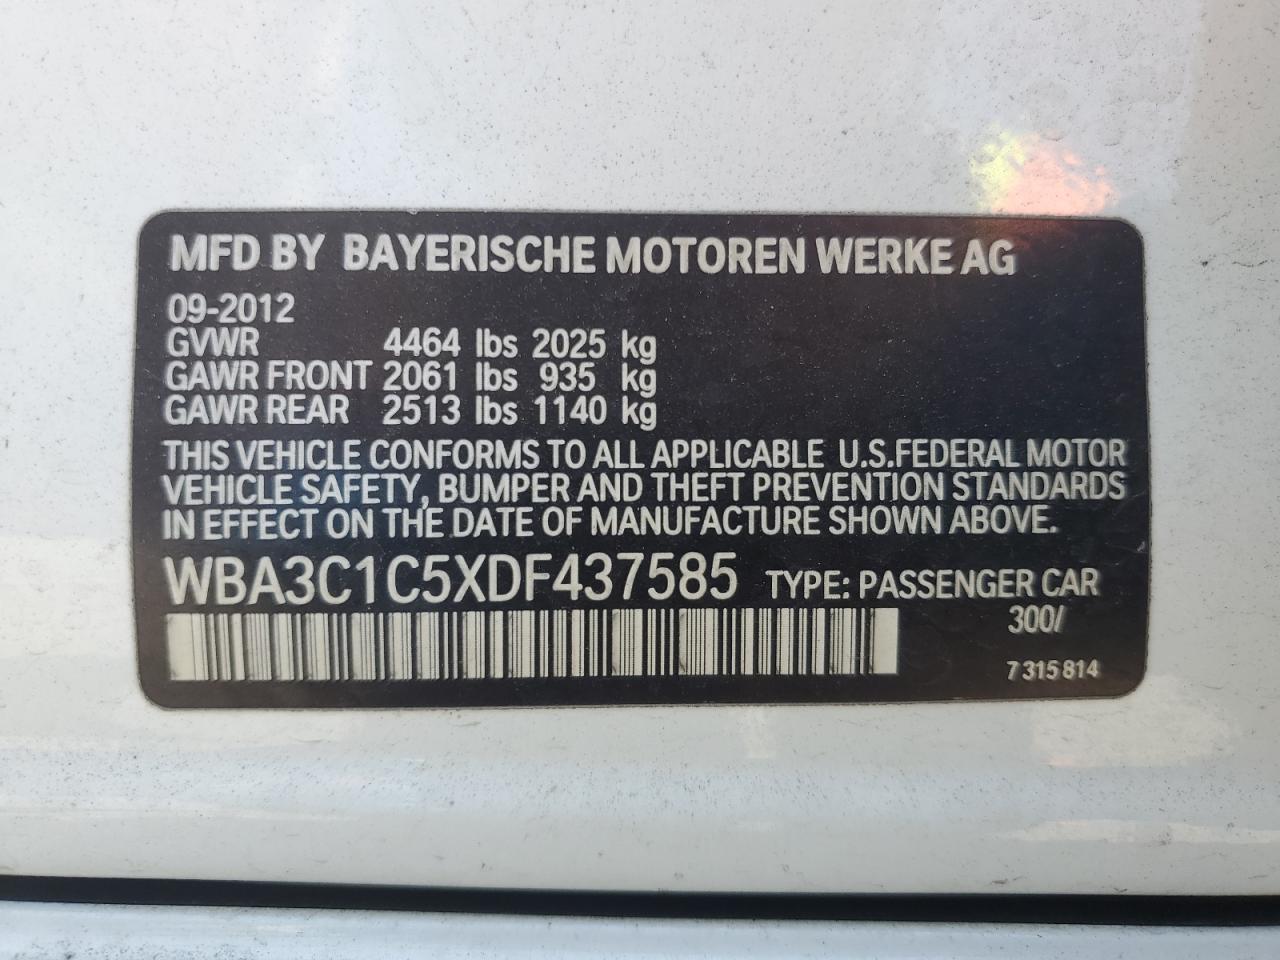 MFD BY BAYERISCHE MOTOREN WERKE AG
09-2012
GVWR 4464 lbs 2025 kg
GAWR FRONT 2061 lbs 935 kg
GAWR REAR 2513 lbs 1140 kg
THIS VEHICLE CONFORMS TO ALL APPLICABLE U.S.FEDERAL MOTOR
VEHICLE SAFETY, BUMPER AND THEFT PREVENTION STANDARDS
IN EFFECT ON THE DATE OF MANUFACTURE SHOWN ABOVE.
WBA3C1C5XDF437585 TYPE: PASSENGER CAR
300/
7 315 814